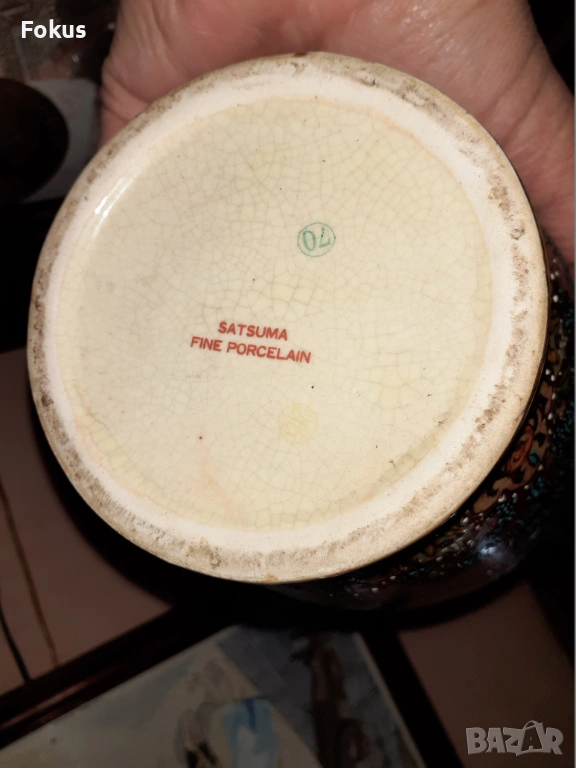 Fokus
70
SATSUMA
FINE PORCELAIN
BAZAR